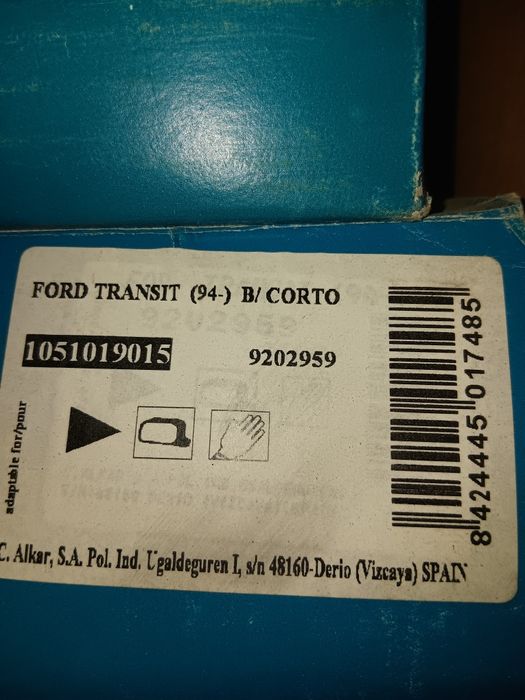 FORD TRANSIT (94-) B/ CORTO
1051019015 9202959
adaptable for/pour
8 424445 017485
C. Alkar, S.A. Pol. Ind. Ugaldeguren I, s/n 48160-Derio (Vizcaya) SPAIN